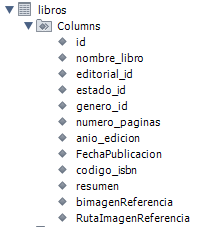 libros
Columns
id
nombre_libro
editorial_id
estado_id
genero_id
numero_paginas
anio_edicion
FechaPublicacion
codigo_isbn
resumen
bimagenReferencia
RutaImagenReferencia